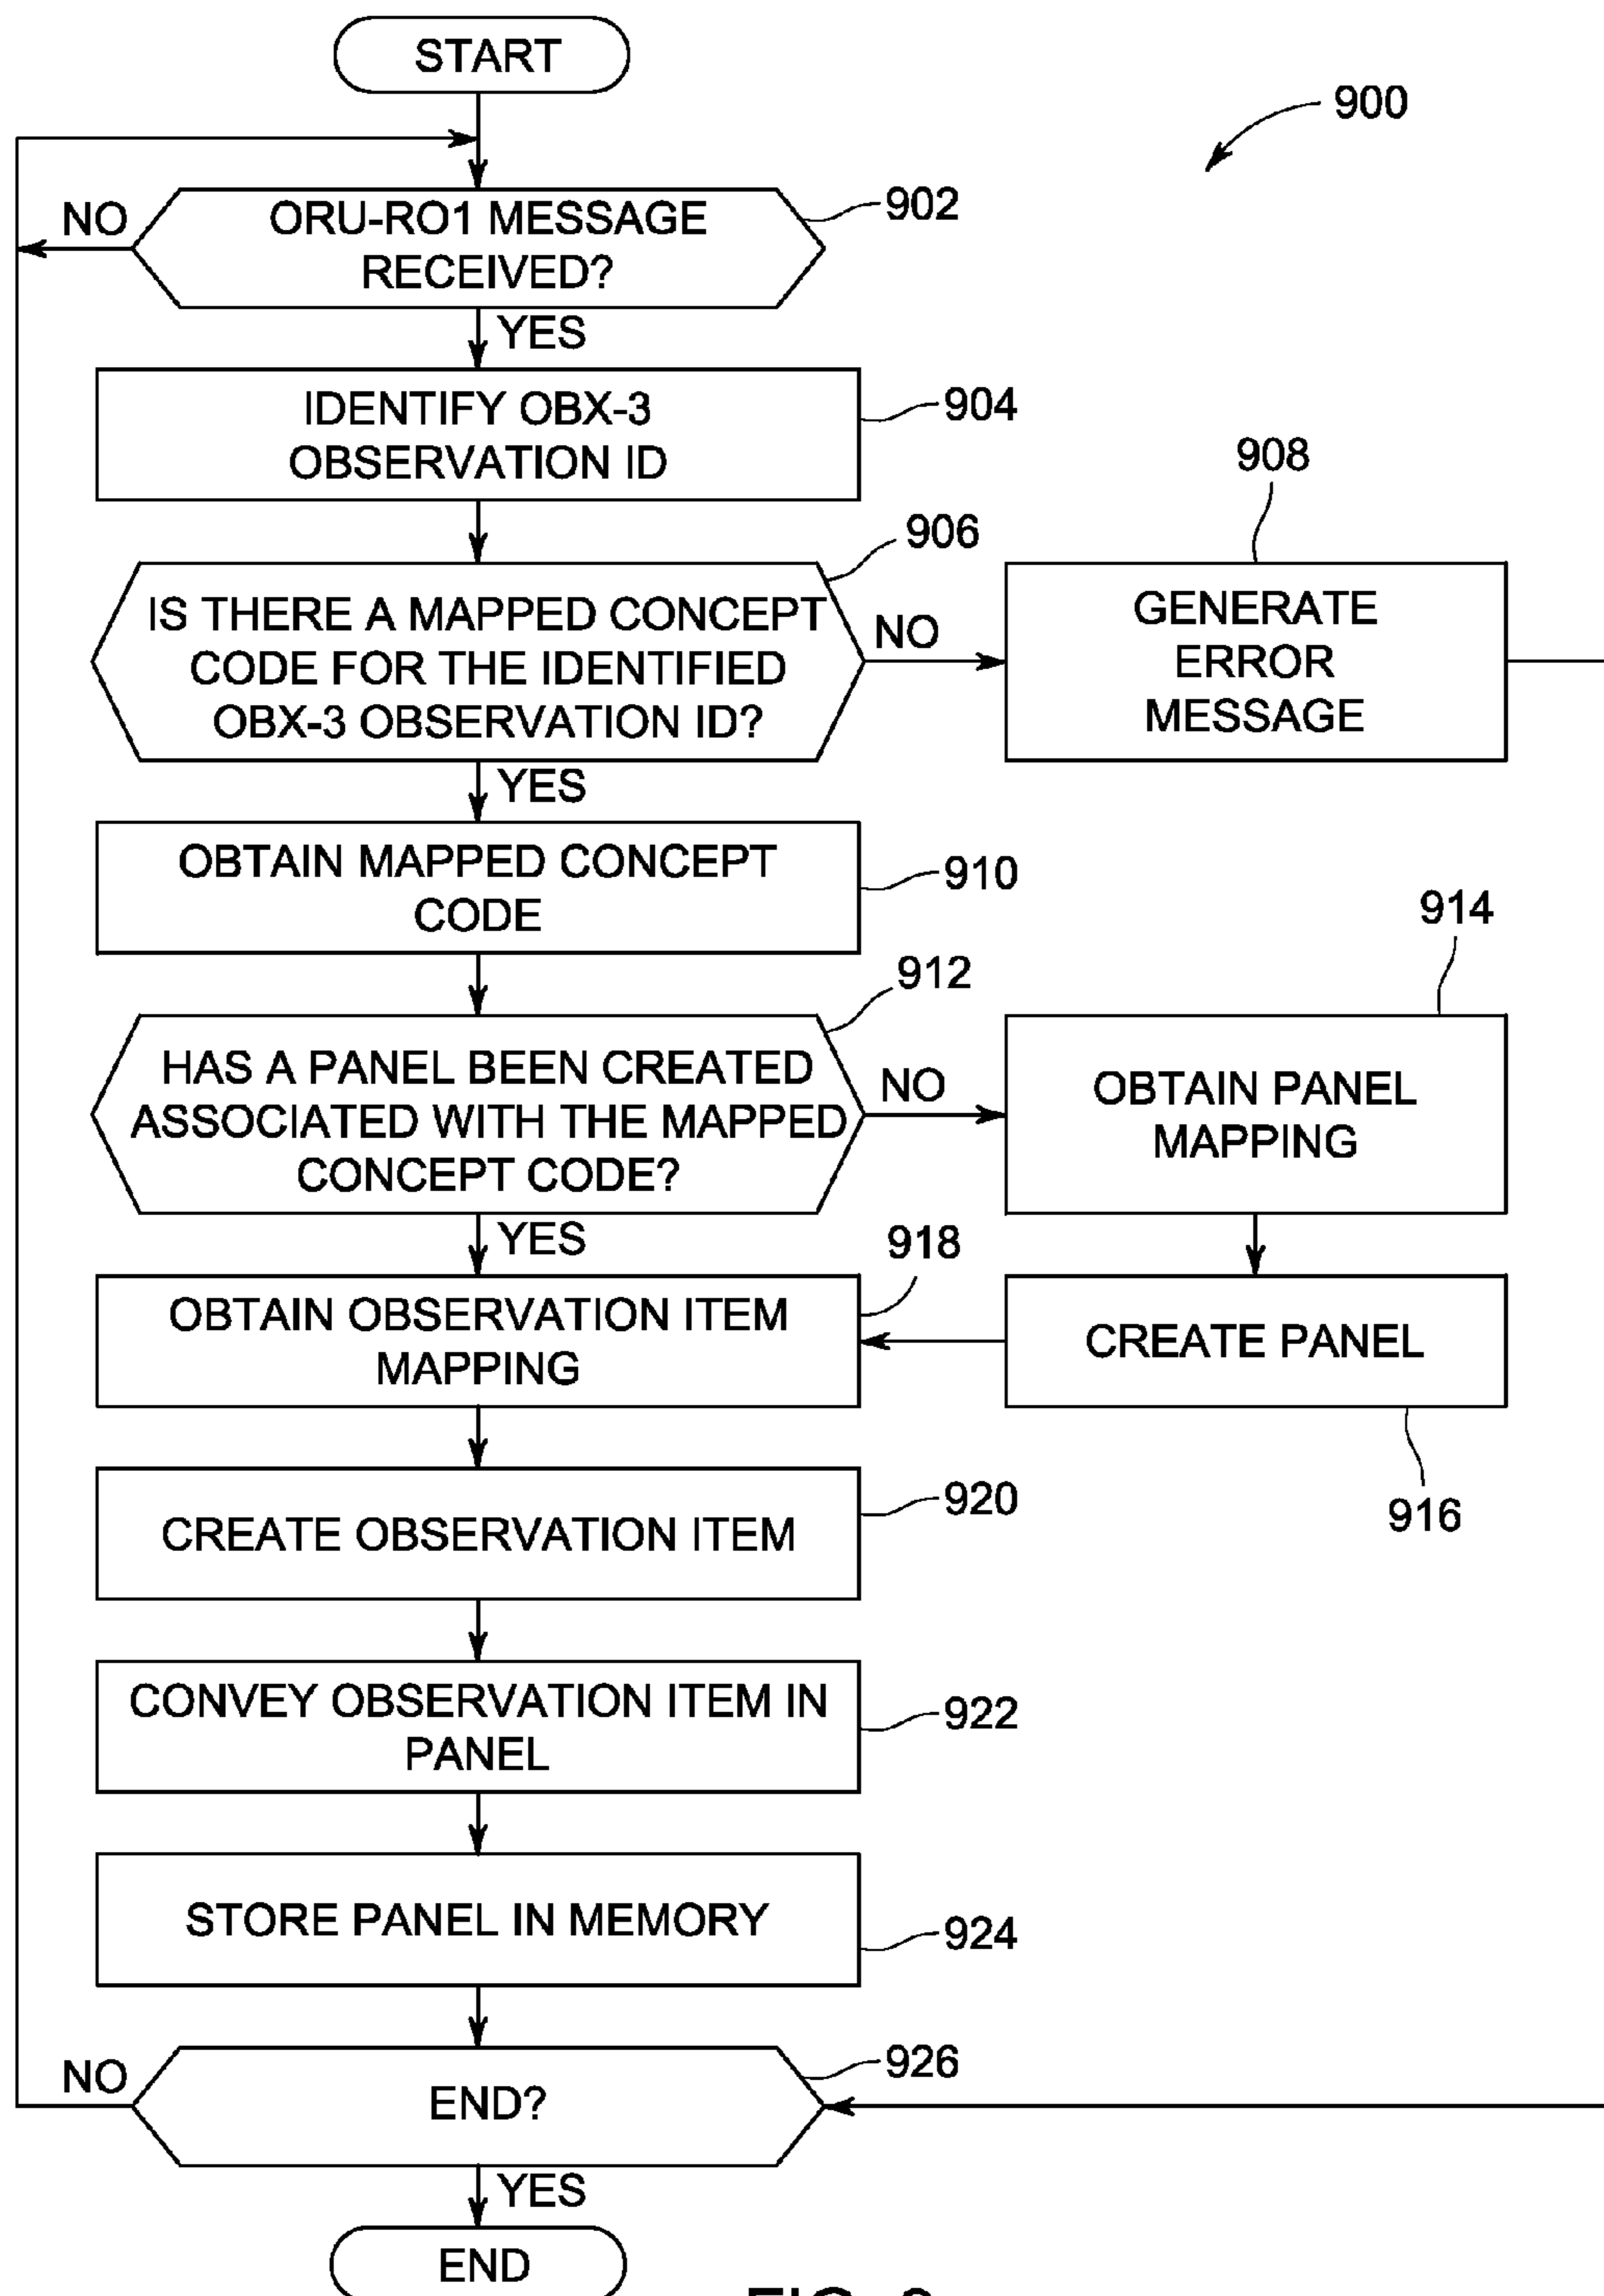 START
900
NO
ORU-RO1 MESSAGE
RECEIVED?
902
YES
IDENTIFY OBX-3
OBSERVATION ID
904
908
906
IS THERE A MAPPED CONCEPT
CODE FOR THE IDENTIFIED
OBX-3 OBSERVATION ID?
NO
GENERATE
ERROR
MESSAGE
YES
OBTAIN MAPPED CONCEPT
CODE
910
914
912
HAS A PANEL BEEN CREATED
ASSOCIATED WITH THE MAPPED
CONCEPT CODE?
NO
OBTAIN PANEL
MAPPING
YES
918
OBTAIN OBSERVATION ITEM
MAPPING
CREATE PANEL
916
CREATE OBSERVATION ITEM
920
CONVEY OBSERVATION ITEM IN
PANEL
922
STORE PANEL IN MEMORY
924
NO
END?
926
YES
END